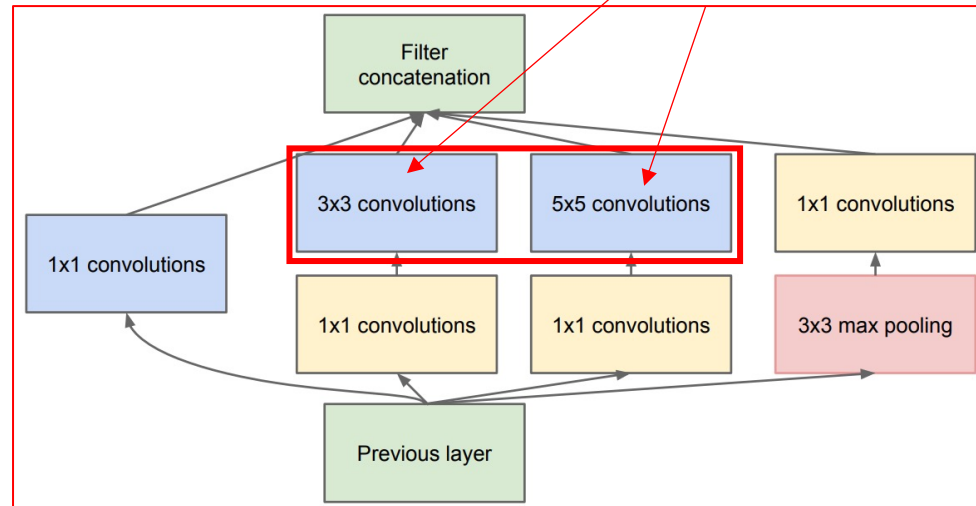 Filter
concatenation
3x3 convolutions
5x5 convolutions
1x1 convolutions
1x1 convolutions
1x1 convolutions
1x1 convolutions
3x3 max pooling
Previous layer